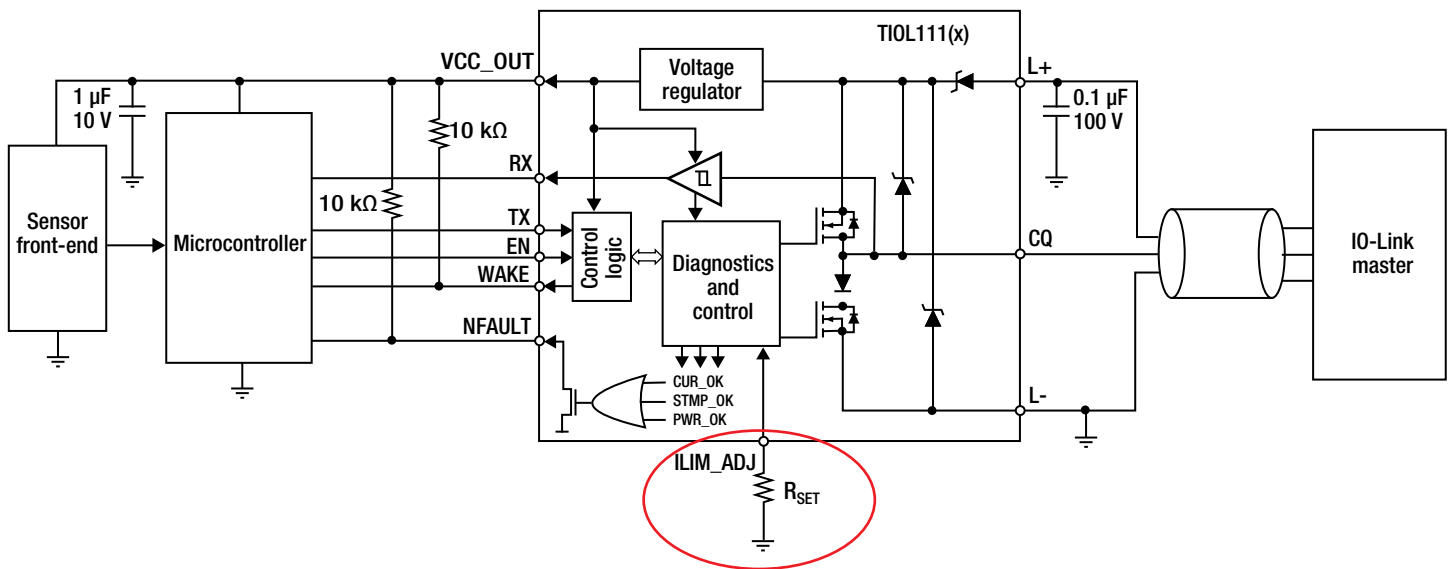 TIOL111(x)
VCC_OUT
L+
Voltage
regulator
1 µF
10 V
0.1 µF
100 V
10 kΩ
RX
10 kΩ
Sensor
front-end
Microcontroller
TX
EN
WAKE
Control
logic
Diagnostics
and
control
CQ
IO-Link
master
NFAULT
CUR_OK
STMP_OK
PWR_OK
L-
ILIM_ADJ
RSET